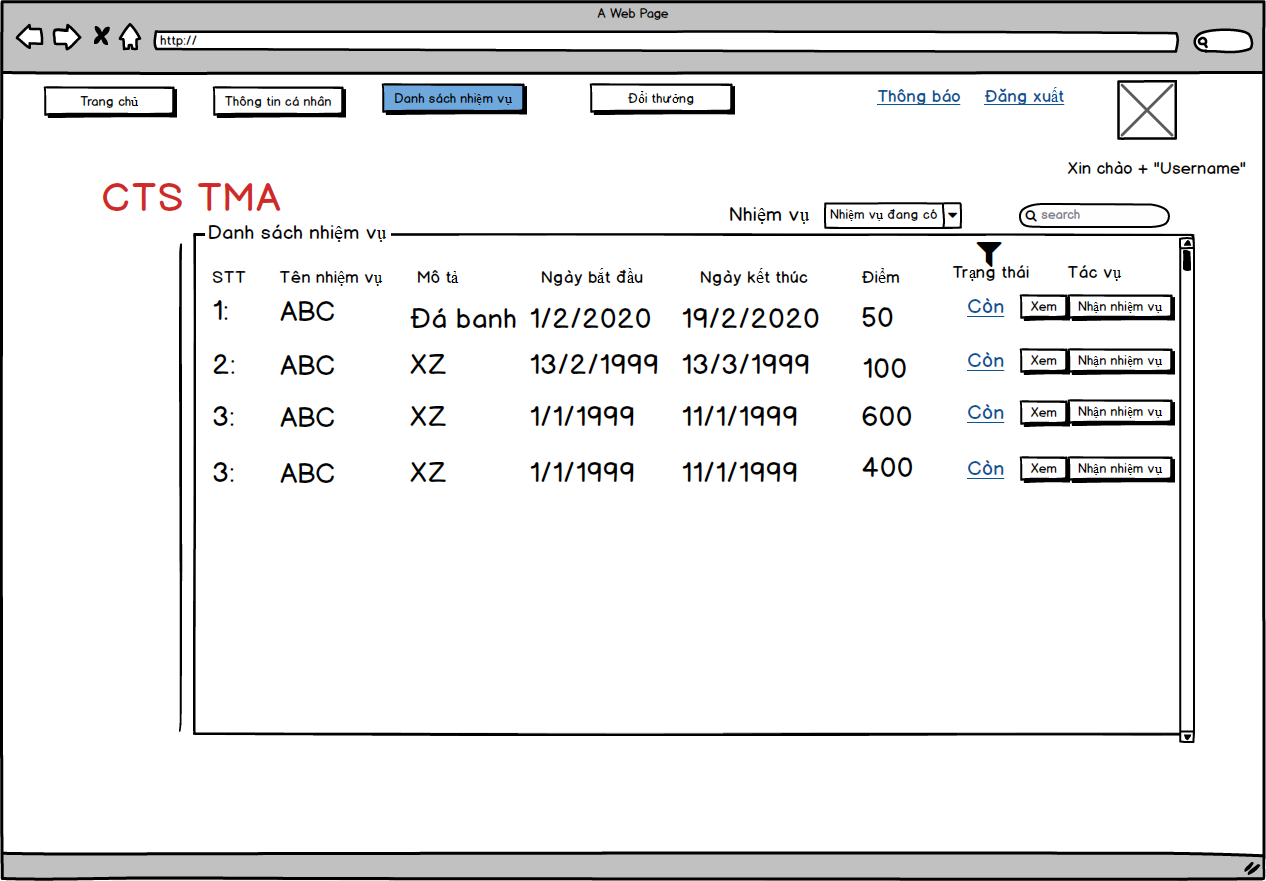 A Web Page
http://
Trang chủ
Thông tin cá nhân
Danh sách nhiệm vụ
Đổi thưởng
Thông báo
Đăng xuất
Xin chào + "Username"
CTS TMA
Nhiệm vụ
Nhiệm vụ đang có
search
Danh sách nhiệm vụ
STT Tên nhiệm vụ Mô tả Ngày bắt đầu Ngày kết thúc Điểm Trạng thái Tác vụ
1: ABC Đá banh 1/2/2020 19/2/2020 50 Còn Xem Nhận nhiệm vụ
2: ABC XZ 13/2/1999 13/3/1999 100 Còn Xem Nhận nhiệm vụ
3: ABC XZ 1/1/1999 11/1/1999 600 Còn Xem Nhận nhiệm vụ
3: ABC XZ 1/1/1999 11/1/1999 400 Còn Xem Nhận nhiệm vụ